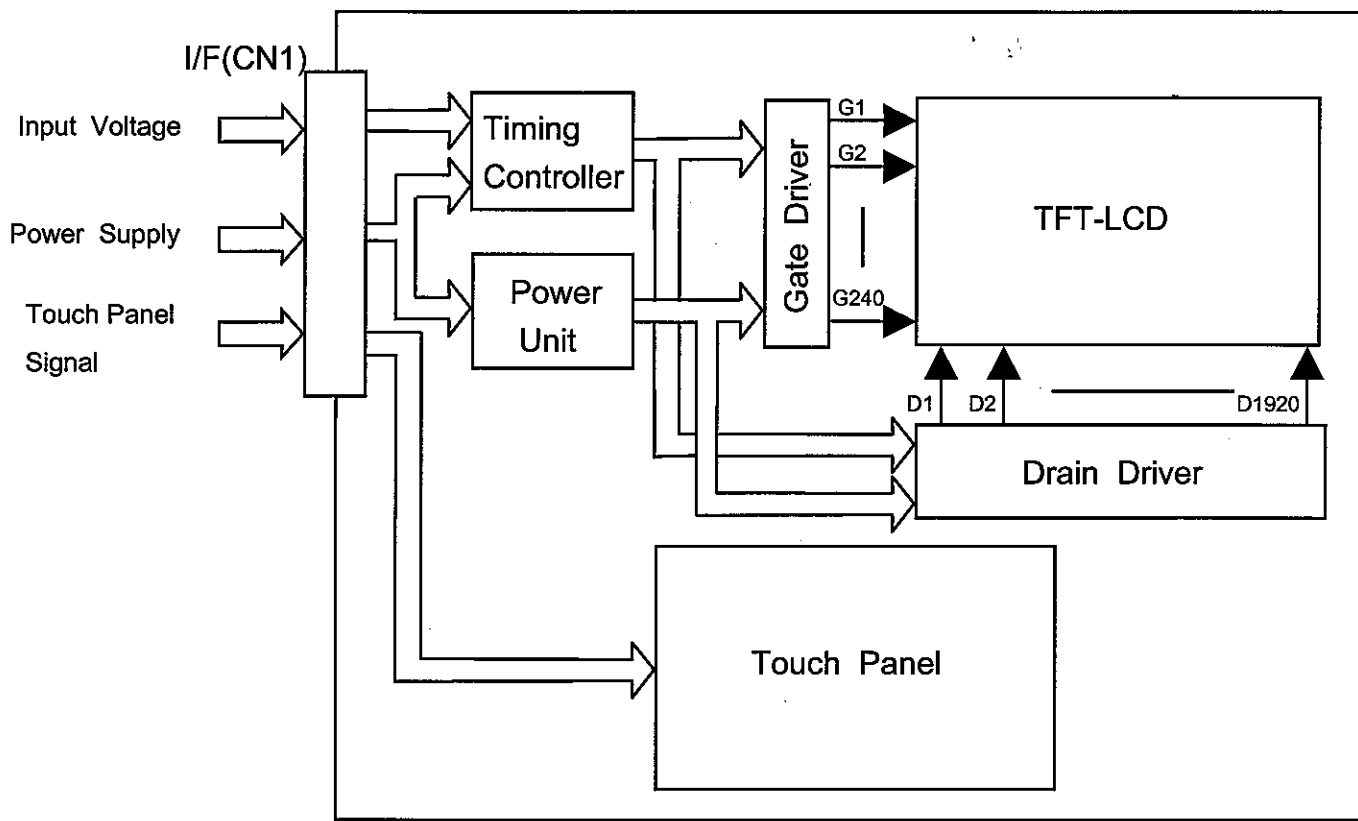 I/F(CN1)
Input Voltage
Power Supply
Touch Panel
Signal
Timing
Controller
Power
Unit
Gate Driver
G1
G2
G240
TFT-LCD
D1
D2
D1920
Drain Driver
Touch Panel